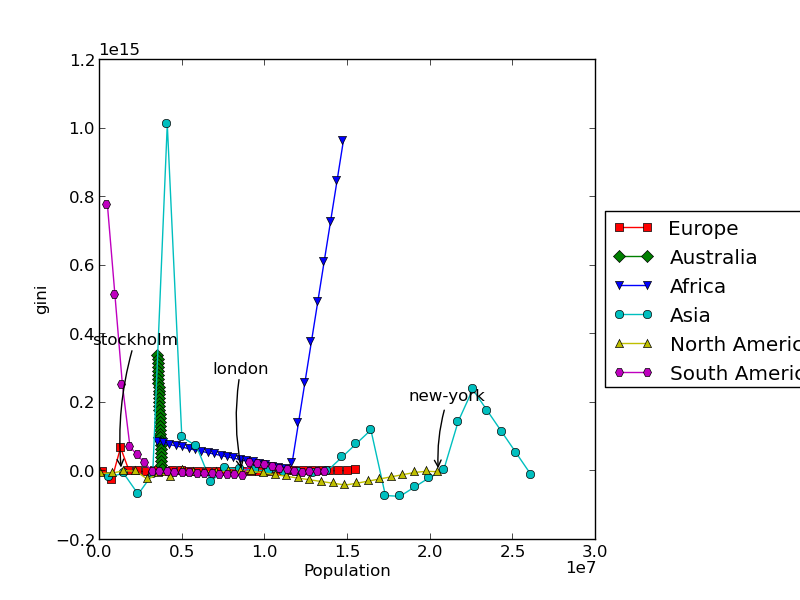 1e15
1.2
1.0
0.8
0.6
0.4
0.2
0.0
−0.2
gini
stockholm
london
new-york
0.0
0.5
1.0
1.5
2.0
2.5
3.0
1e7
Population
Europe
Australia
Africa
Asia
North Americ
South Americ